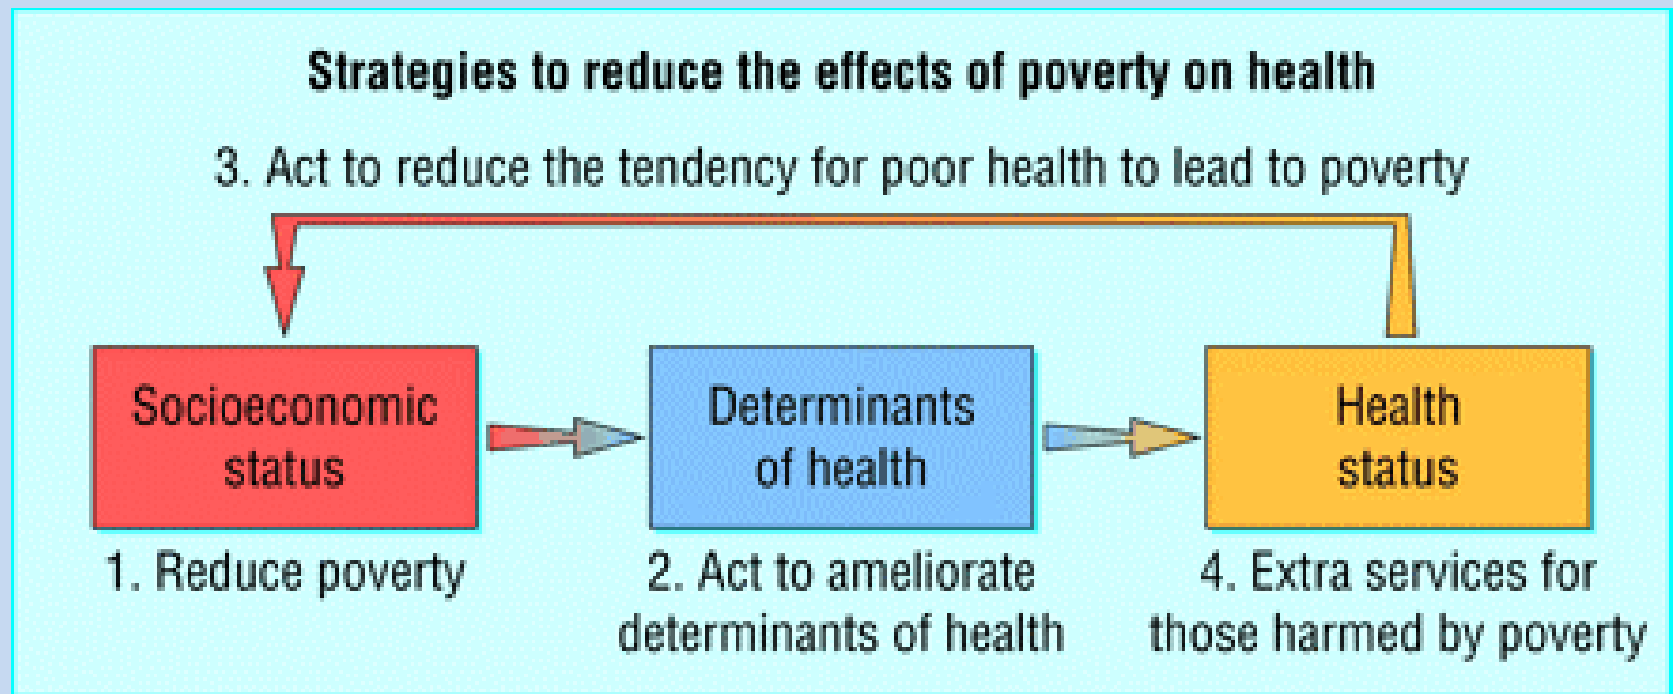 Strategies to reduce the effects of poverty on health
3. Act to reduce the tendency for poor health to lead to poverty
Socioeconomic
status
Determinants
of health
Health
status
1. Reduce poverty
2. Act to ameliorate
determinants of health
4. Extra services for
those harmed by poverty